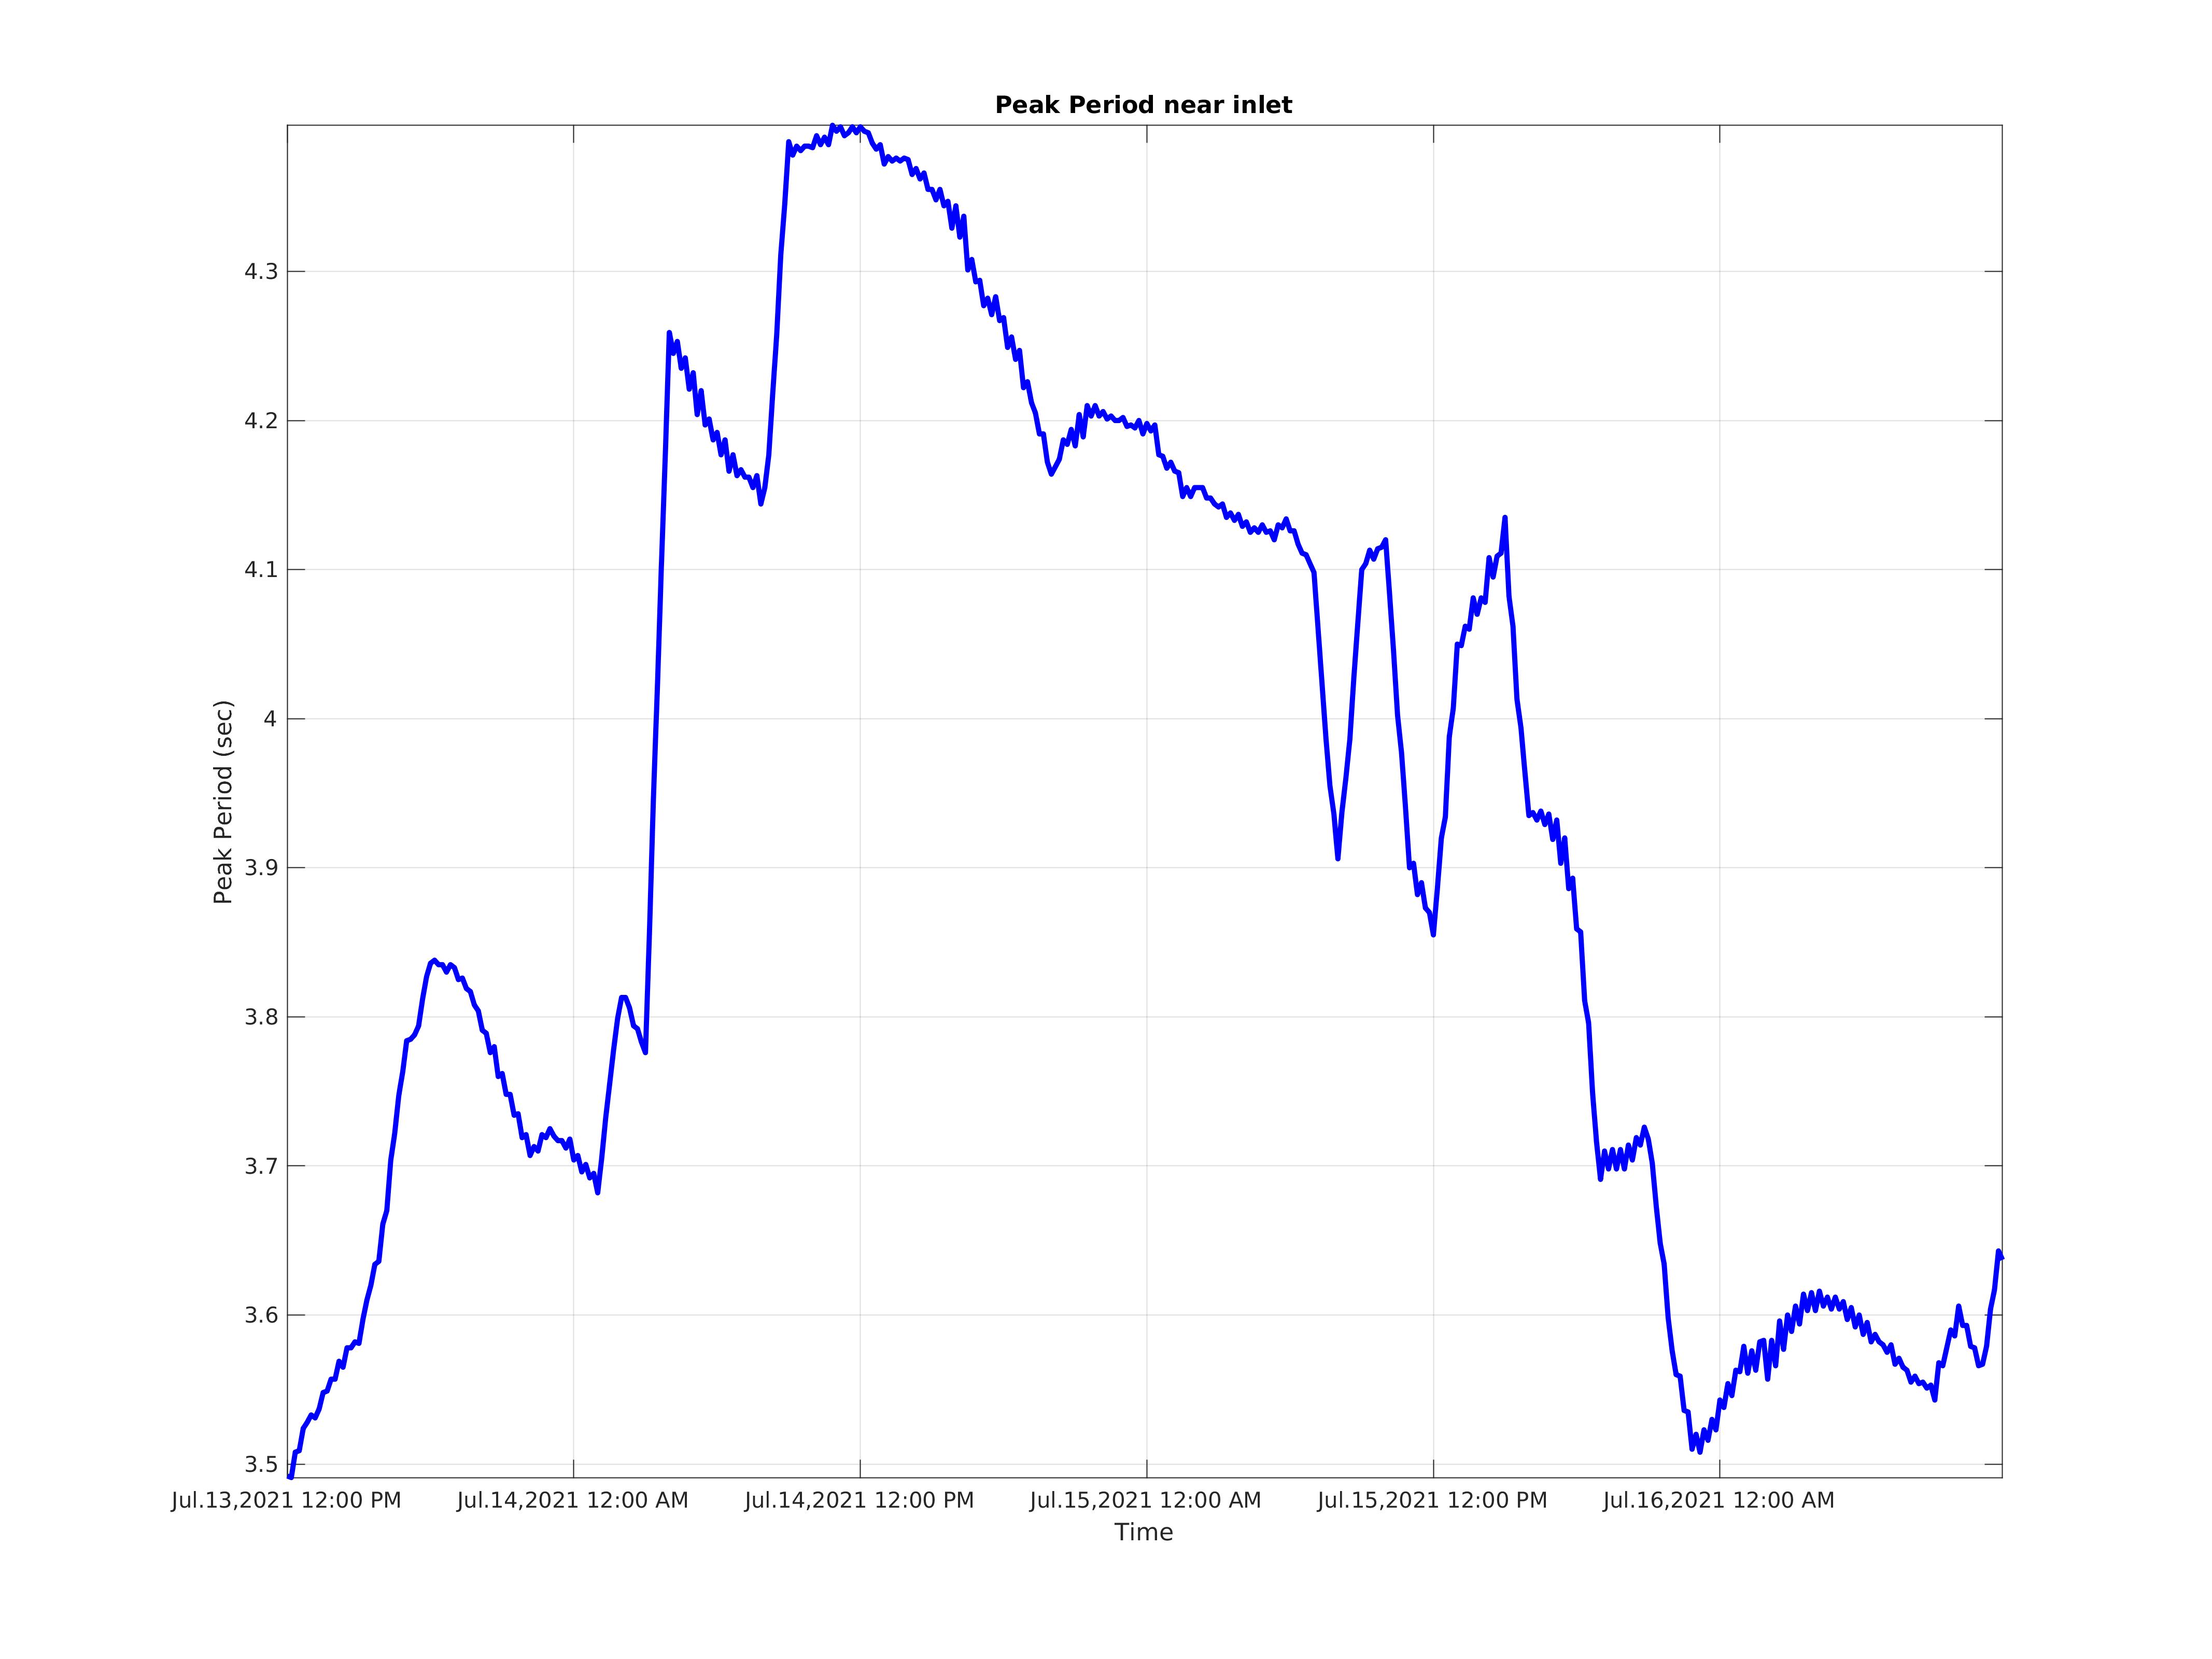 Peak Period near inlet
4.3
4.2
4.1
4
3.9
3.8
3.7
3.6
3.5
Peak Period (sec)
Jul.13,2021 12:00 PM Jul.14,2021 12:00 AM Jul.14,2021 12:00 PM Jul.15,2021 12:00 AM Jul.15,2021 12:00 PM Jul.16,2021 12:00 AM
Time